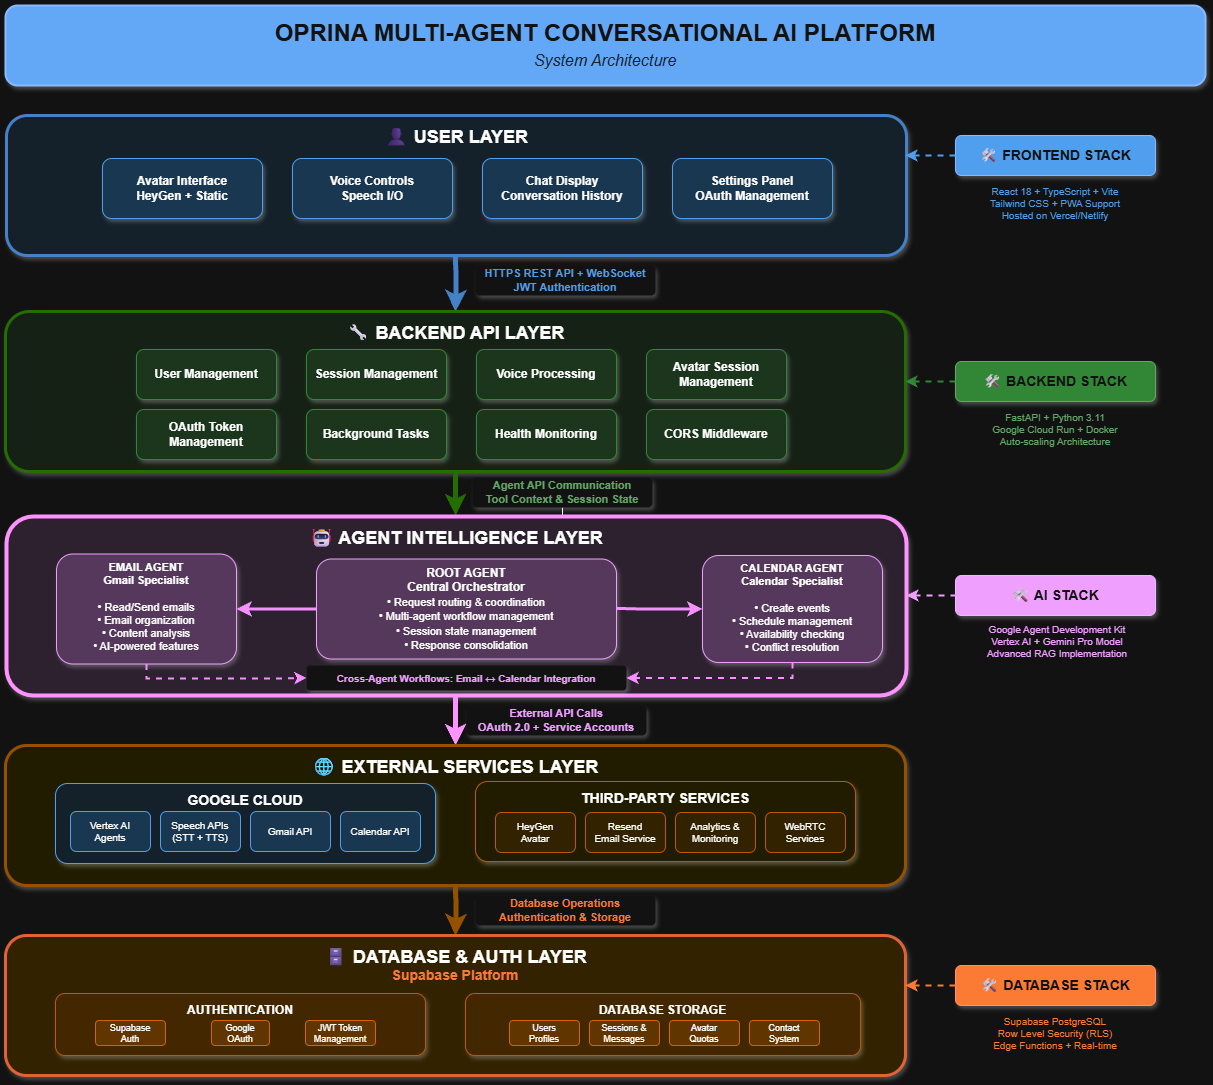 OPRINA MULTI-AGENT CONVERSATIONAL AI PLATFORM
System Architecture
USER LAYER
Avatar Interface
HeyGen + Static
Voice Controls
Speech I/O
Chat Display
Conversation History
Settings Panel
OAuth Management
FRONTEND STACK
React 18 + TypeScript + Vite
Tailwind CSS + PWA Support
Hosted on Vercel/Netlify
HTTPS REST API + WebSocket
JWT Authentication
BACKEND API LAYER
User Management
Session Management
Voice Processing
Avatar Session
Management
OAuth Token
Management
Background Tasks
Health Monitoring
CORS Middleware
BACKEND STACK
FastAPI + Python 3.11
Google Cloud Run + Docker
Auto-scaling Architecture
Agent API Communication
Tool Context & Session State
AGENT INTELLIGENCE LAYER
EMAIL AGENT
Gmail Specialist
• Read/Send emails
• Email organization
• Content analysis
• AI-powered features
ROOT AGENT
Central Orchestrator
• Request routing & coordination
• Multi-agent workflow management
• Session state management
• Response consolidation
CALENDAR AGENT
Calendar Specialist
• Create events
• Schedule management
• Availability checking
• Conflict resolution
Cross-Agent Workflows: Email ↔ Calendar Integration
AI STACK
Google Agent Development Kit
Vertex AI + Gemini Pro Model
Advanced RAG Implementation
External API Calls
OAuth 2.0 + Service Accounts
EXTERNAL SERVICES LAYER
GOOGLE CLOUD
Vertex AI
Agents
Speech APIs
(STT + TTS)
Gmail API
Calendar API
THIRD-PARTY SERVICES
HeyGen
Avatar
Resend
Email Service
Analytics &
Monitoring
WebRTC
Services
Database Operations
Authentication & Storage
DATABASE & AUTH LAYER
Supabase Platform
AUTHENTICATION
Supabase
Auth
Google
OAuth
JWT Token
Management
DATABASE STORAGE
Users
Profiles
Sessions &
Messages
Avatar
Quotas
Contact
System
DATABASE STACK
Supabase PostgreSQL
Row Level Security (RLS)
Edge Functions + Real-time